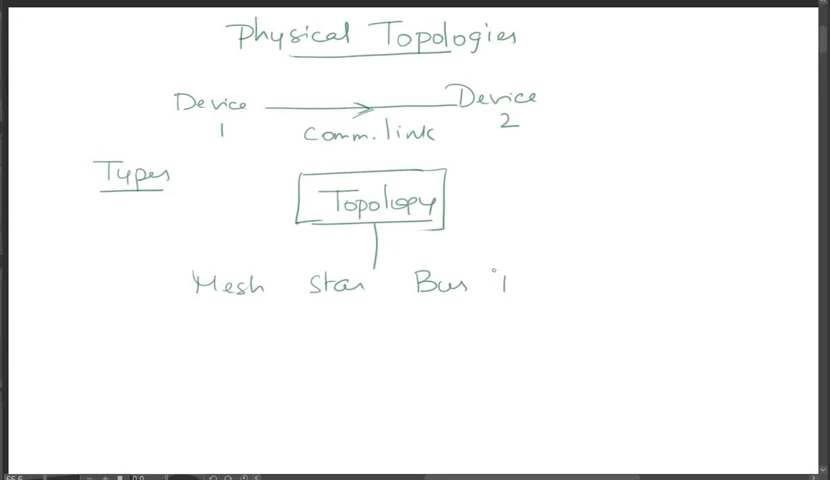 Physical Topologies
Device 1 Device 2
Comm. link
Types
Topology
Mesh Star Bus